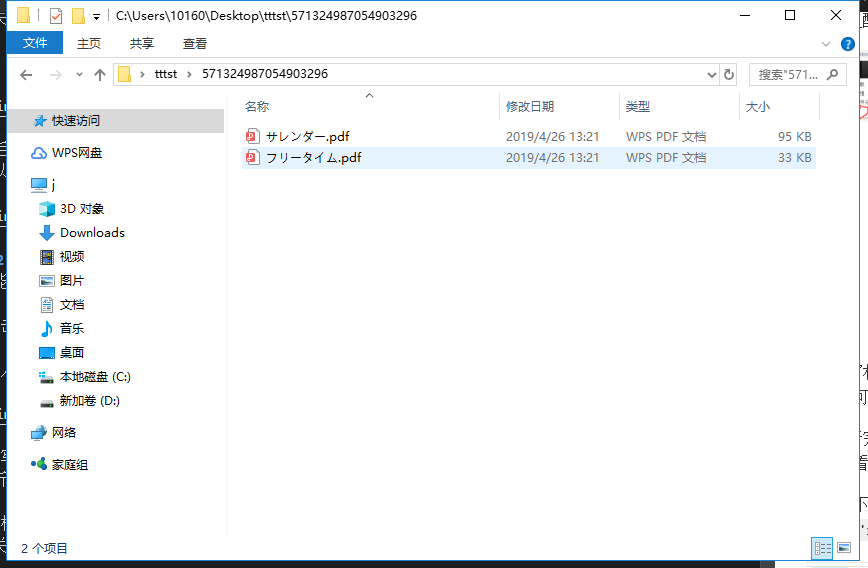 C:\Users\10160\Desktop\tttst\571324987054903296
文件 主页 共享 查看
tttst 571324987054903296 搜索"571...
名称 修改日期 类型 大小
快速访问
サレンダー.pdf 2019/4/26 13:21 WPS PDF 文档 95 KB
WPS网盘
フリータイム.pdf 2019/4/26 13:21 WPS PDF 文档 33 KB
j
3D 对象
Downloads
视频
图片
文档
音乐
桌面
本地磁盘 (C:)
新加卷 (D:)
网络
家庭组
2 个项目